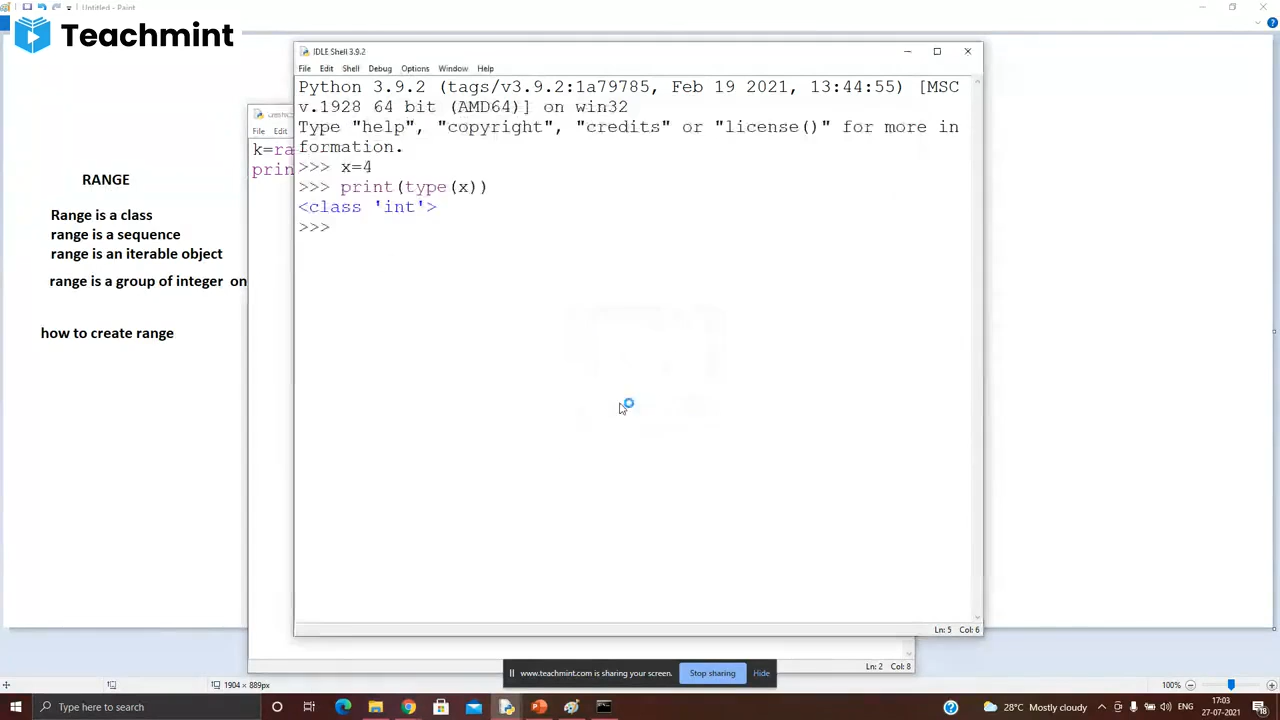 Untitled - Paint
Teachmint
IDLE Shell 3.9.2
File Edit Shell Debug Options Window Help
Python 3.9.2 (tags/v3.9.2:1a79785, Feb 19 2021, 13:44:55) [MSC
v.1928 64 bit (AMD64)] on win32
Type "help", "copyright", "credits" or "license()" for more in
formation.
>>> x=4
>>> print(type(x))
<class 'int'>
>>>
File Edit
k=ra
prin
RANGE
Range is a class
range is a sequence
range is an iterable object
range is a group of integer on
how to create range
Ln: 5 Col: 6
Ln: 2 Col: 8
www.teachmint.com is sharing your screen. Stop sharing Hide
1904 × 889px
100%
Type here to search
28°C Mostly cloudy
ENG
17:03
27-07-2021
18